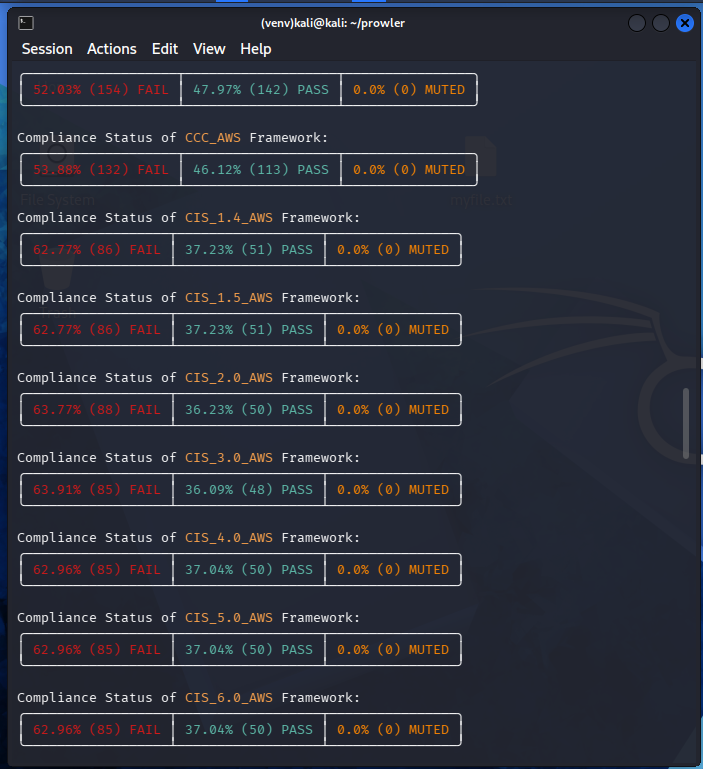 (venv)kali@kali: ~/prowler
Session Actions Edit View Help
52.03% (154) FAIL 47.97% (142) PASS 0.0% (0) MUTED
Compliance Status of CCC_AWS Framework:
53.88% (132) FAIL 46.12% (113) PASS 0.0% (0) MUTED
File System
myfile.txt
Compliance Status of CIS_1.4_AWS Framework:
62.77% (86) FAIL 37.23% (51) PASS 0.0% (0) MUTED
Compliance Status of CIS_1.5_AWS Framework:
62.77% (86) FAIL 37.23% (51) PASS 0.0% (0) MUTED
Compliance Status of CIS_2.0_AWS Framework:
63.77% (88) FAIL 36.23% (50) PASS 0.0% (0) MUTED
Compliance Status of CIS_3.0_AWS Framework:
63.91% (85) FAIL 36.09% (48) PASS 0.0% (0) MUTED
Compliance Status of CIS_4.0_AWS Framework:
62.96% (85) FAIL 37.04% (50) PASS 0.0% (0) MUTED
Compliance Status of CIS_5.0_AWS Framework:
62.96% (85) FAIL 37.04% (50) PASS 0.0% (0) MUTED
Compliance Status of CIS_6.0_AWS Framework:
62.96% (85) FAIL 37.04% (50) PASS 0.0% (0) MUTED